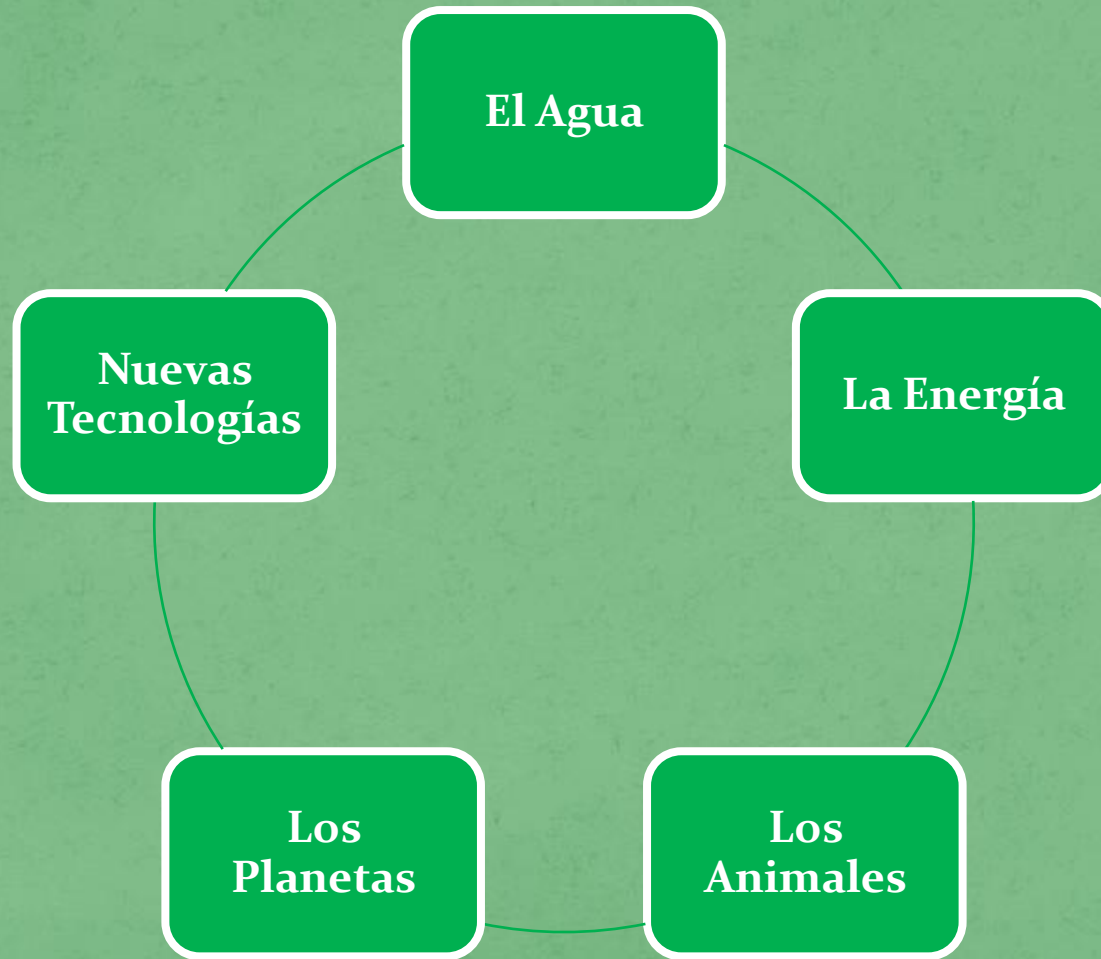 El Agua
La Energía
Los
Animales
Los
Planetas
Nuevas
Tecnologías